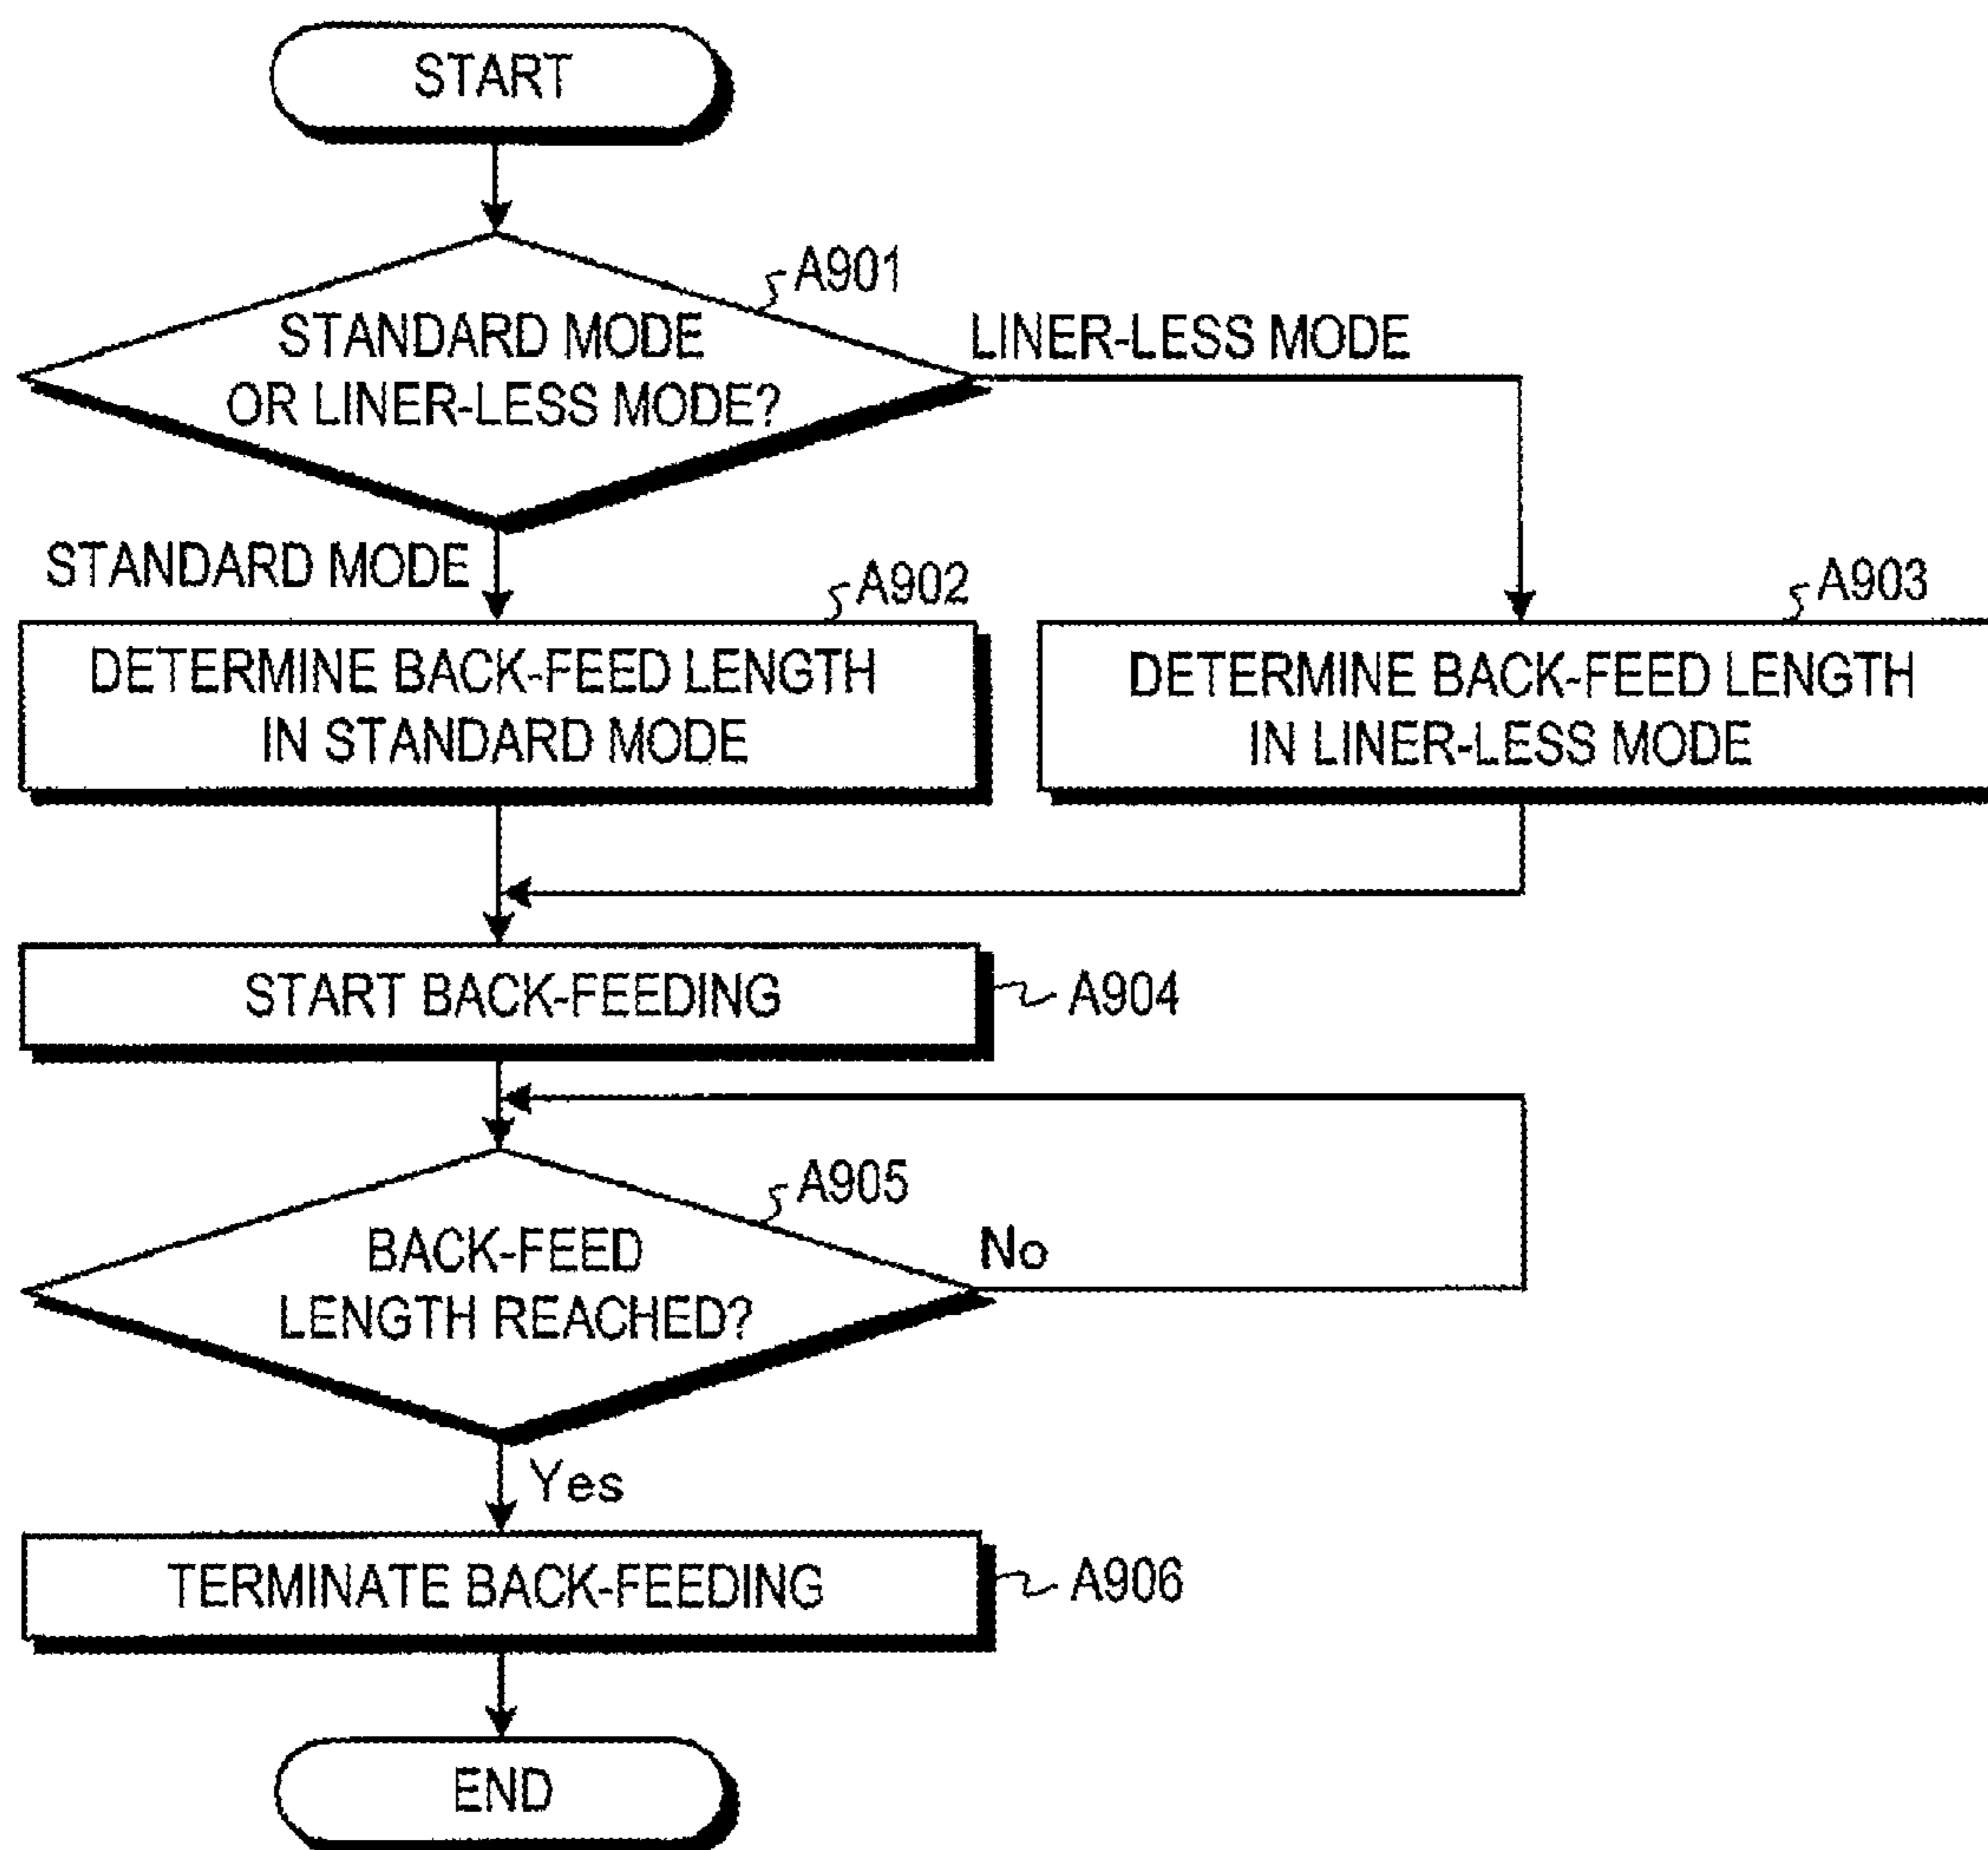 START
A901
STANDARD MODE
OR LINER-LESS MODE?
LINER-LESS MODE
STANDARD MODE
A902
A903
DETERMINE BACK-FEED LENGTH
IN STANDARD MODE
DETERMINE BACK-FEED LENGTH
IN LINER-LESS MODE
START BACK-FEEDING
A904
A905
BACK-FEED
LENGTH REACHED?
No
Yes
TERMINATE BACK-FEEDING
A906
END